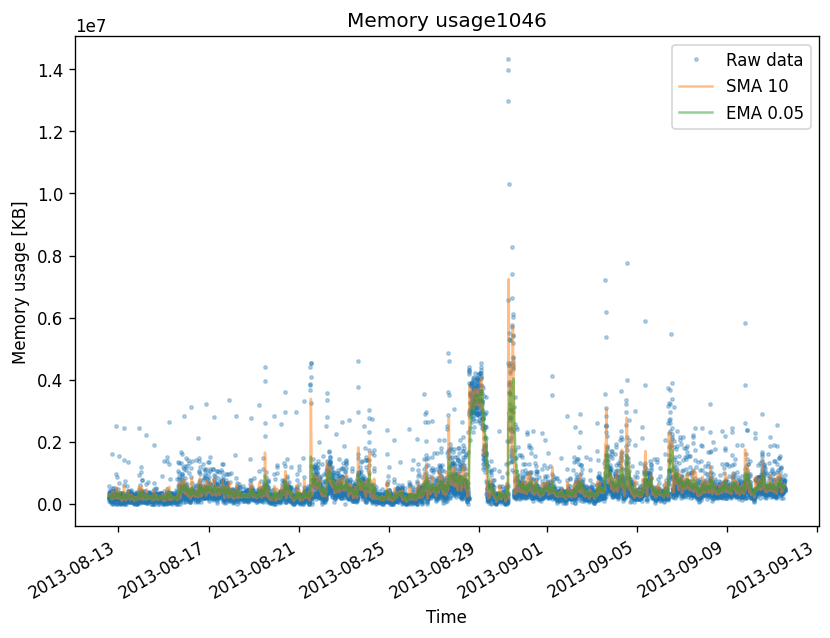 Memory usage1046
1e7
Raw data
SMA 10
EMA 0.05
Memory usage [KB]
1.4
1.2
1.0
0.8
0.6
0.4
0.2
0.0
2013-08-13
2013-08-17
2013-08-21
2013-08-25
2013-08-29
2013-09-01
2013-09-05
2013-09-09
2013-09-13
Time